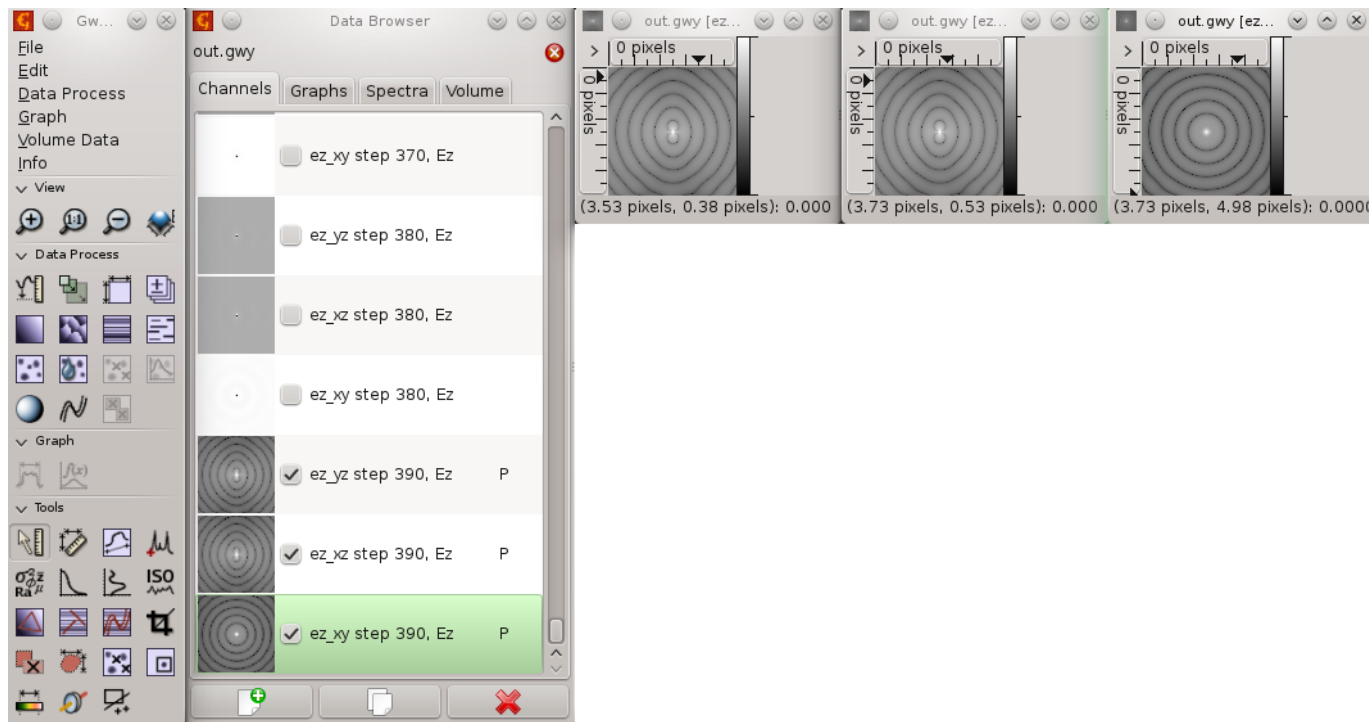 Gw...
File
Edit
Data Process
Graph
Volume Data
Info
View
1:1
Data Process
Graph
f(x)
Tools
ISO
Data Browser
out.gwy
Channels Graphs Spectra Volume
ez_xy step 370, Ez
ez_yz step 380, Ez
ez_xz step 380, Ez
ez_xy step 380, Ez
ez_yz step 390, Ez P
ez_xz step 390, Ez P
ez_xy step 390, Ez P
out.gwy [ez...
0 pixels
0 pixels
(3.53 pixels, 0.38 pixels): 0.000
out.gwy [ez...
0 pixels
0 pixels
(3.73 pixels, 0.53 pixels): 0.000
out.gwy [ez...
0 pixels
0 pixels
(3.73 pixels, 4.98 pixels): 0.000